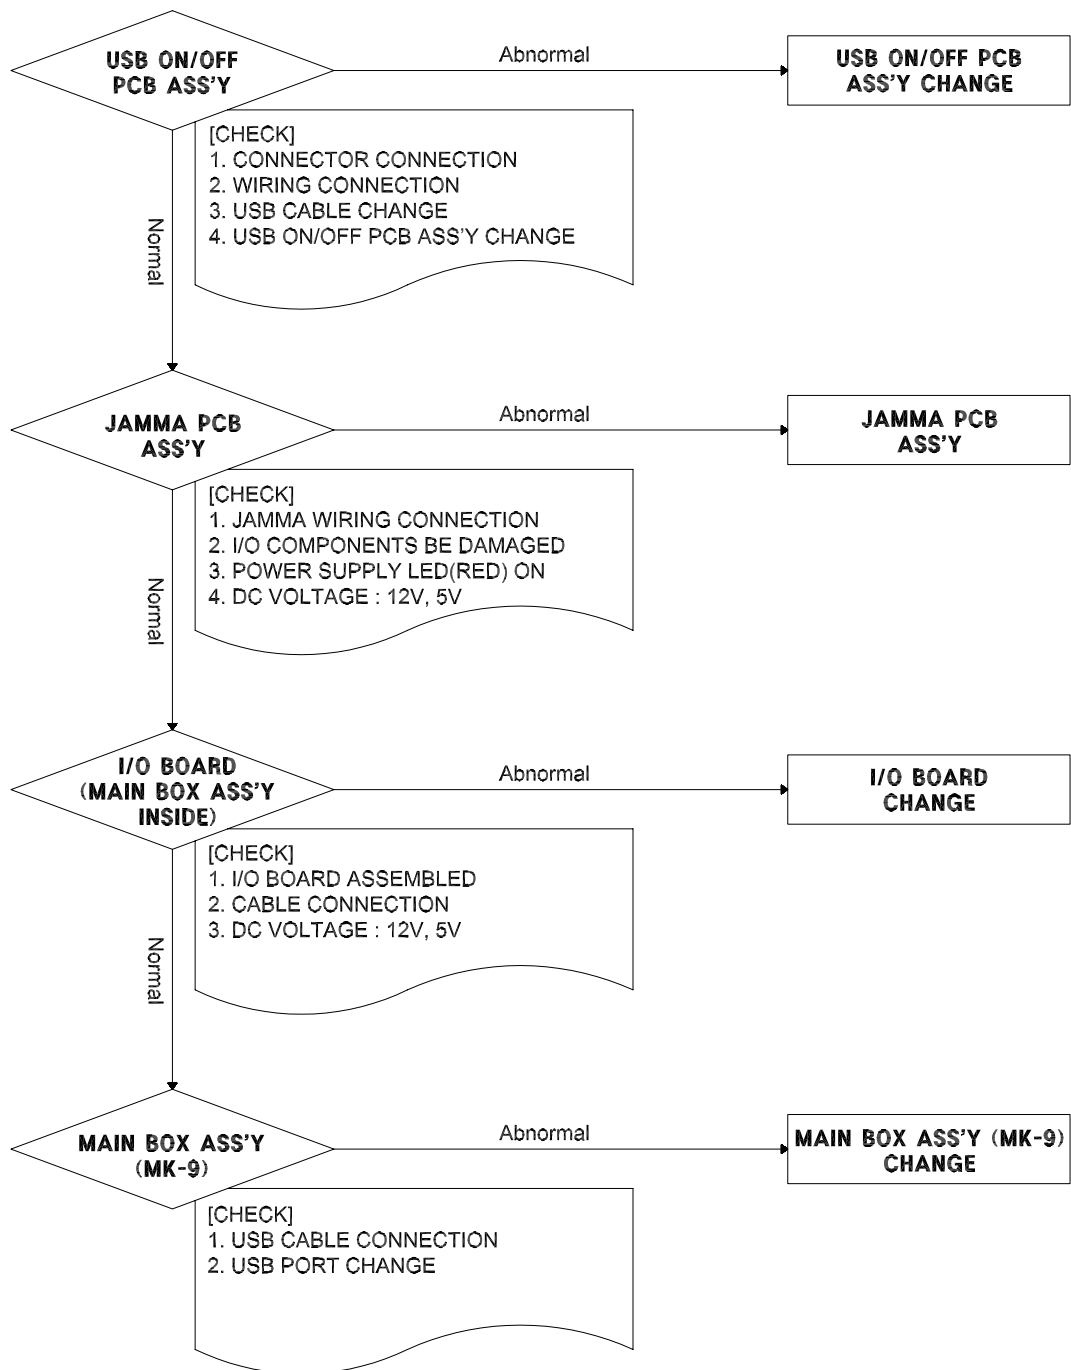 USB ON/OFF
PCB ASS'Y
Abnormal
USB ON/OFF PCB
ASS'Y CHANGE
[CHECK]
1. CONNECTOR CONNECTION
2. WIRING CONNECTION
3. USB CABLE CHANGE
4. USB ON/OFF PCB ASS'Y CHANGE
Normal
JAMMA PCB
ASS'Y
Abnormal
JAMMA PCB
ASS'Y
[CHECK]
1. JAMMA WIRING CONNECTION
2. I/O COMPONENTS BE DAMAGED
3. POWER SUPPLY LED(RED) ON
4. DC VOLTAGE : 12V, 5V
Normal
I/O BOARD
(MAIN BOX ASS'Y
INSIDE)
Abnormal
I/O BOARD
CHANGE
[CHECK]
1. I/O BOARD ASSEMBLED
2. CABLE CONNECTION
3. DC VOLTAGE : 12V, 5V
Normal
MAIN BOX ASS'Y
(MK-9)
Abnormal
MAIN BOX ASS'Y (MK-9)
CHANGE
[CHECK]
1. USB CABLE CONNECTION
2. USB PORT CHANGE